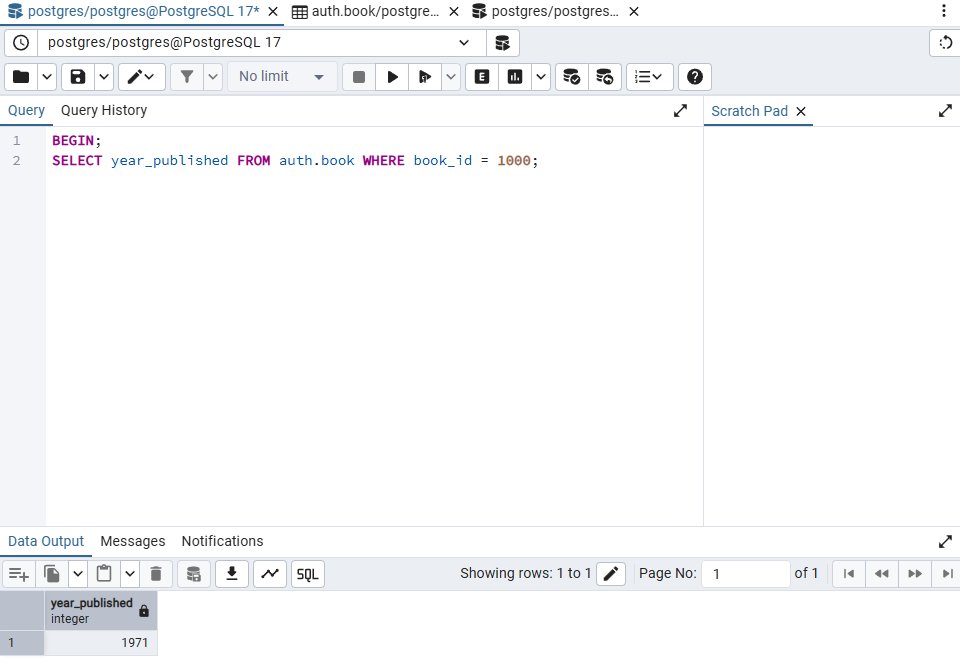 postgres/postgres@PostgreSQL 17* auth.book/postgre... postgres/postgres...
postgres/postgres@PostgreSQL 17
No limit E
Query Query History Scratch Pad
1 BEGIN;
2 SELECT year_published FROM auth.book WHERE book_id = 1000;
Data Output Messages Notifications
SQL Showing rows: 1 to 1 Page No: 1 of 1
year_published
integer
1 1971